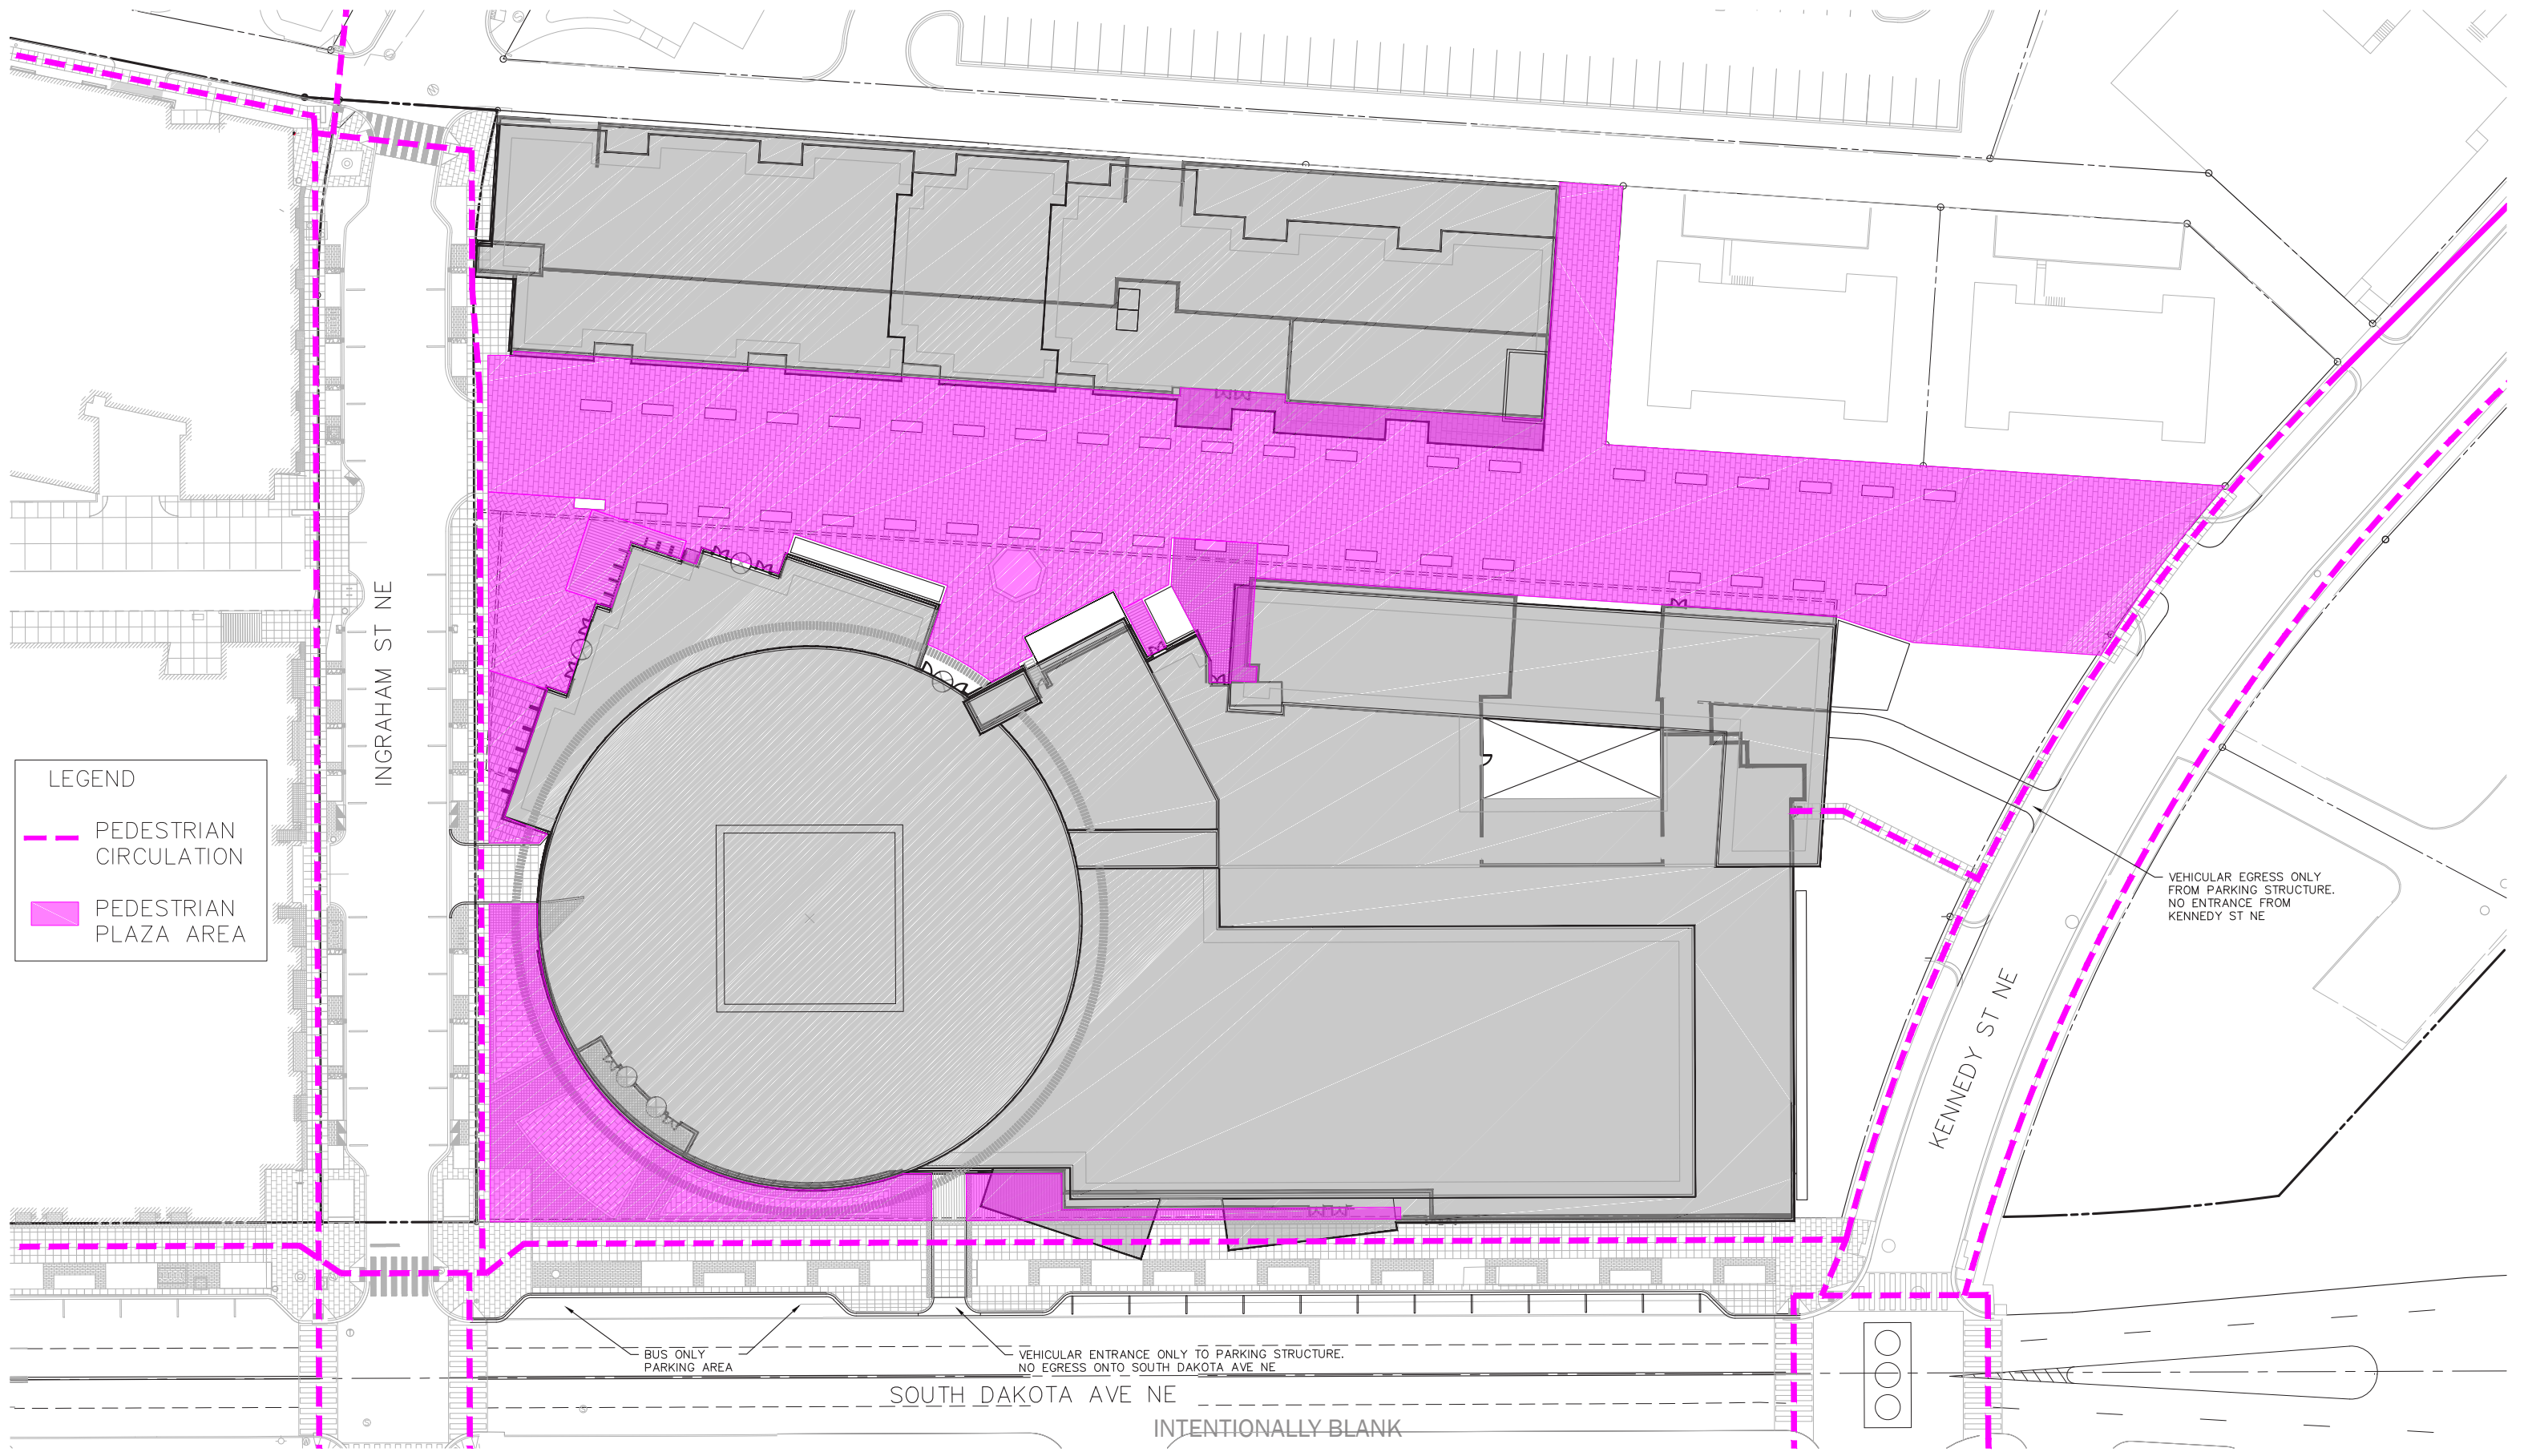 INGRAHAM ST NE
LEGEND
PEDESTRIAN
CIRCULATION
PEDESTRIAN
PLAZA AREA
VEHICULAR EGRESS ONLY
FROM PARKING STRUCTURE.
NO ENTRANCE FROM
KENNEDY ST NE
KENNEDY ST NE
BUS ONLY
PARKING AREA
VEHICULAR ENTRANCE ONLY TO PARKING STRUCTURE.
NO EGRESS ONTO SOUTH DAKOTA AVE NE
SOUTH DAKOTA AVE NE
INTENTIONALLY BLANK